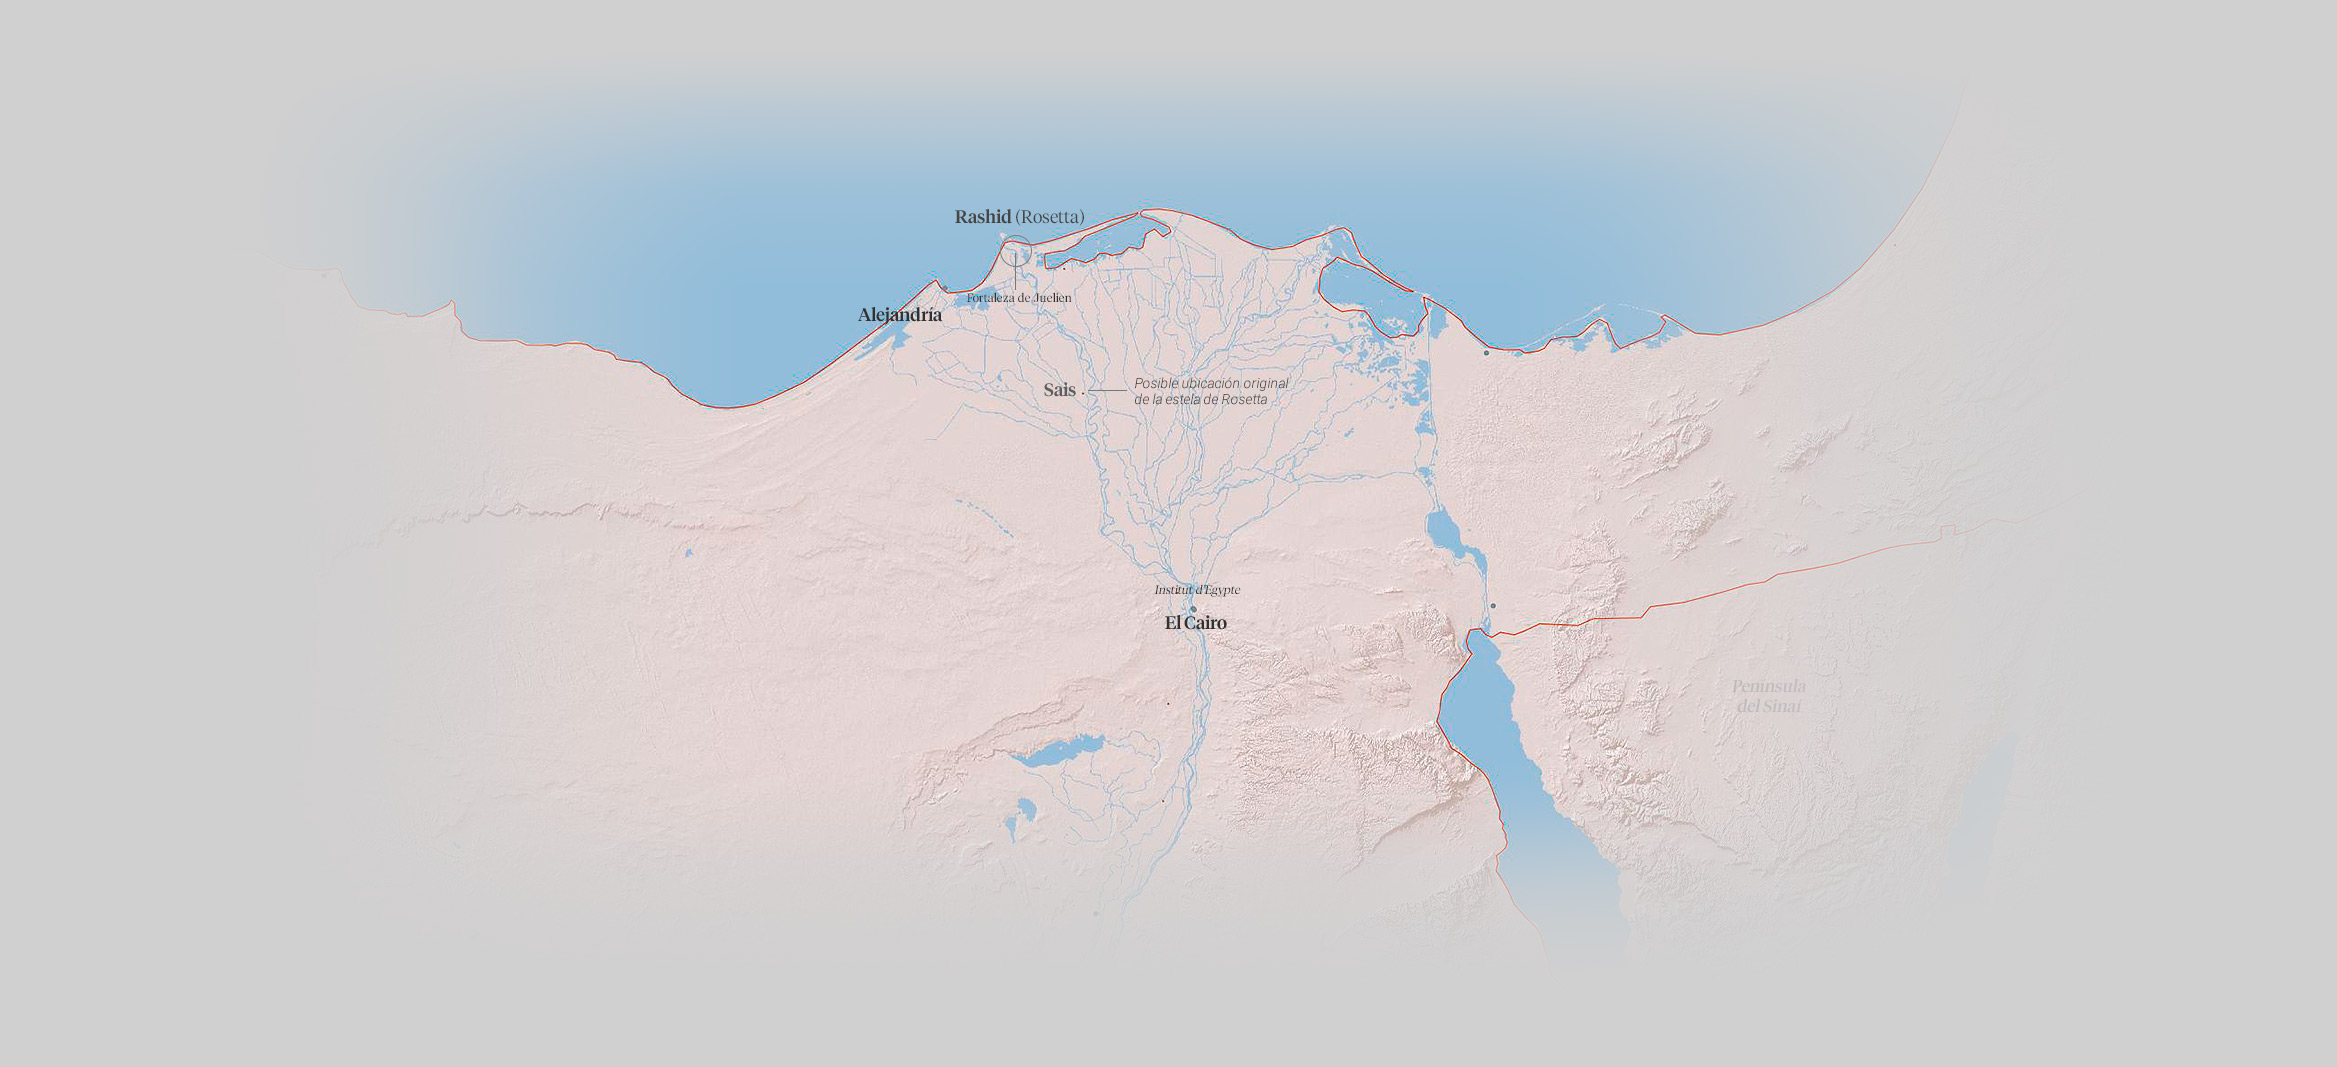 Rashid (Rosetta)
Fortaleza de Juelien
Alejandría
Sais
Posible ubicación original
de la estela de Rosetta
Institut d'Egypte
El Cairo
Península
del Sinaí